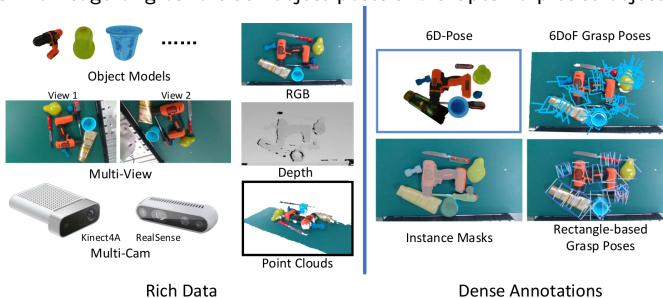 ......
Object Models
RGB
View 1
View 2
Multi-View
Depth
Kinect4A
RealSense
Multi-Cam
Point Clouds
Rich Data
6D-Pose
6DoF Grasp Poses
Instance Masks
Rectangle-based
Grasp Poses
Dense Annotations